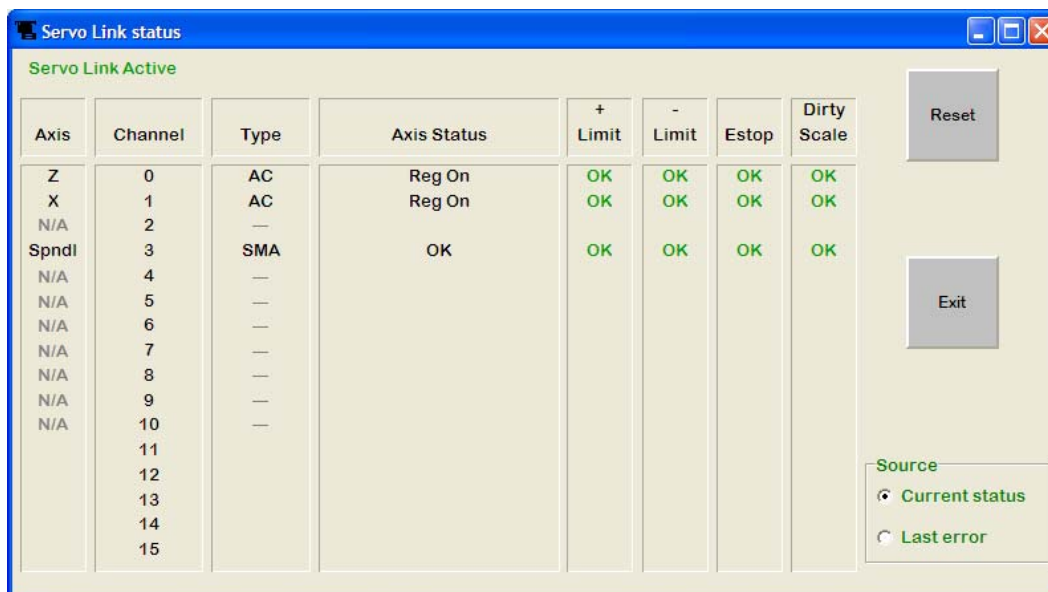 Servo Link status
Servo Link Active
Axis Channel Type Axis Status + Limit - Limit Estop Dirty Scale
Z 0 AC Reg On OK OK OK OK
X 1 AC Reg On OK OK OK OK
N/A 2 —
Spndl 3 SMA OK OK OK OK OK
N/A 4 —
N/A 5 —
N/A 6 —
N/A 7 —
N/A 8 —
N/A 9 —
N/A 10 —
11
12
13
14
15
Reset
Exit
Source
Current status
Last error